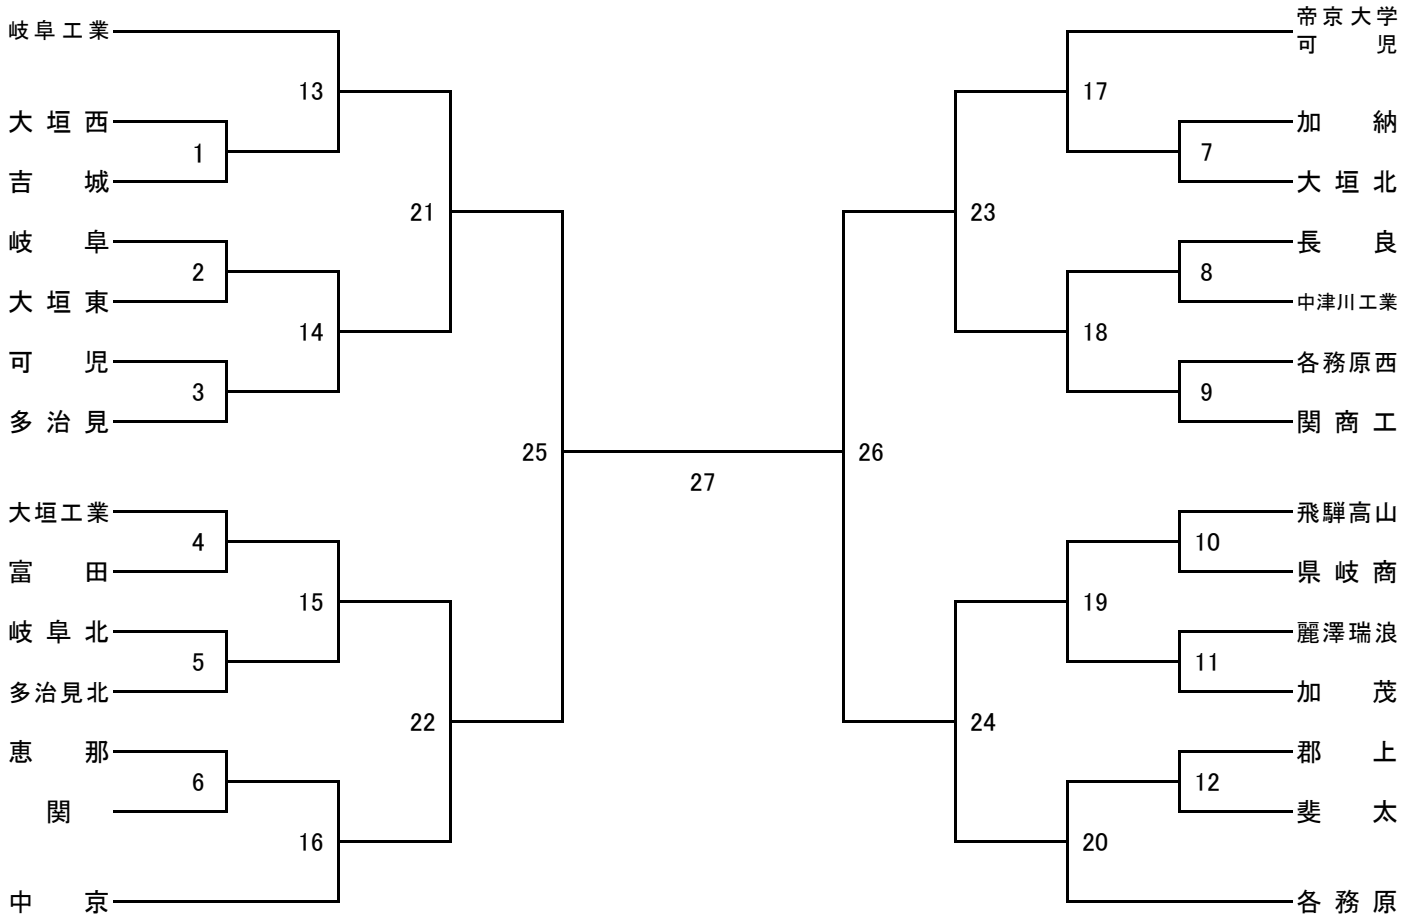 岐阜工業
13
大垣西
1
吉城
21
岐阜
2
大垣東
14
可児
3
多治見
25
大垣工業
4
富田
15
岐阜北
5
多治見北
22
恵那
6
関
16
中京
27
帝京大学
可児
17
加納
7
大垣北
23
長良
8
中津川工業
18
各務原西
9
関商工
26
飛騨高山
10
県岐商
19
麗澤瑞浪
11
加茂
24
郡上
12
斐太
20
各務原